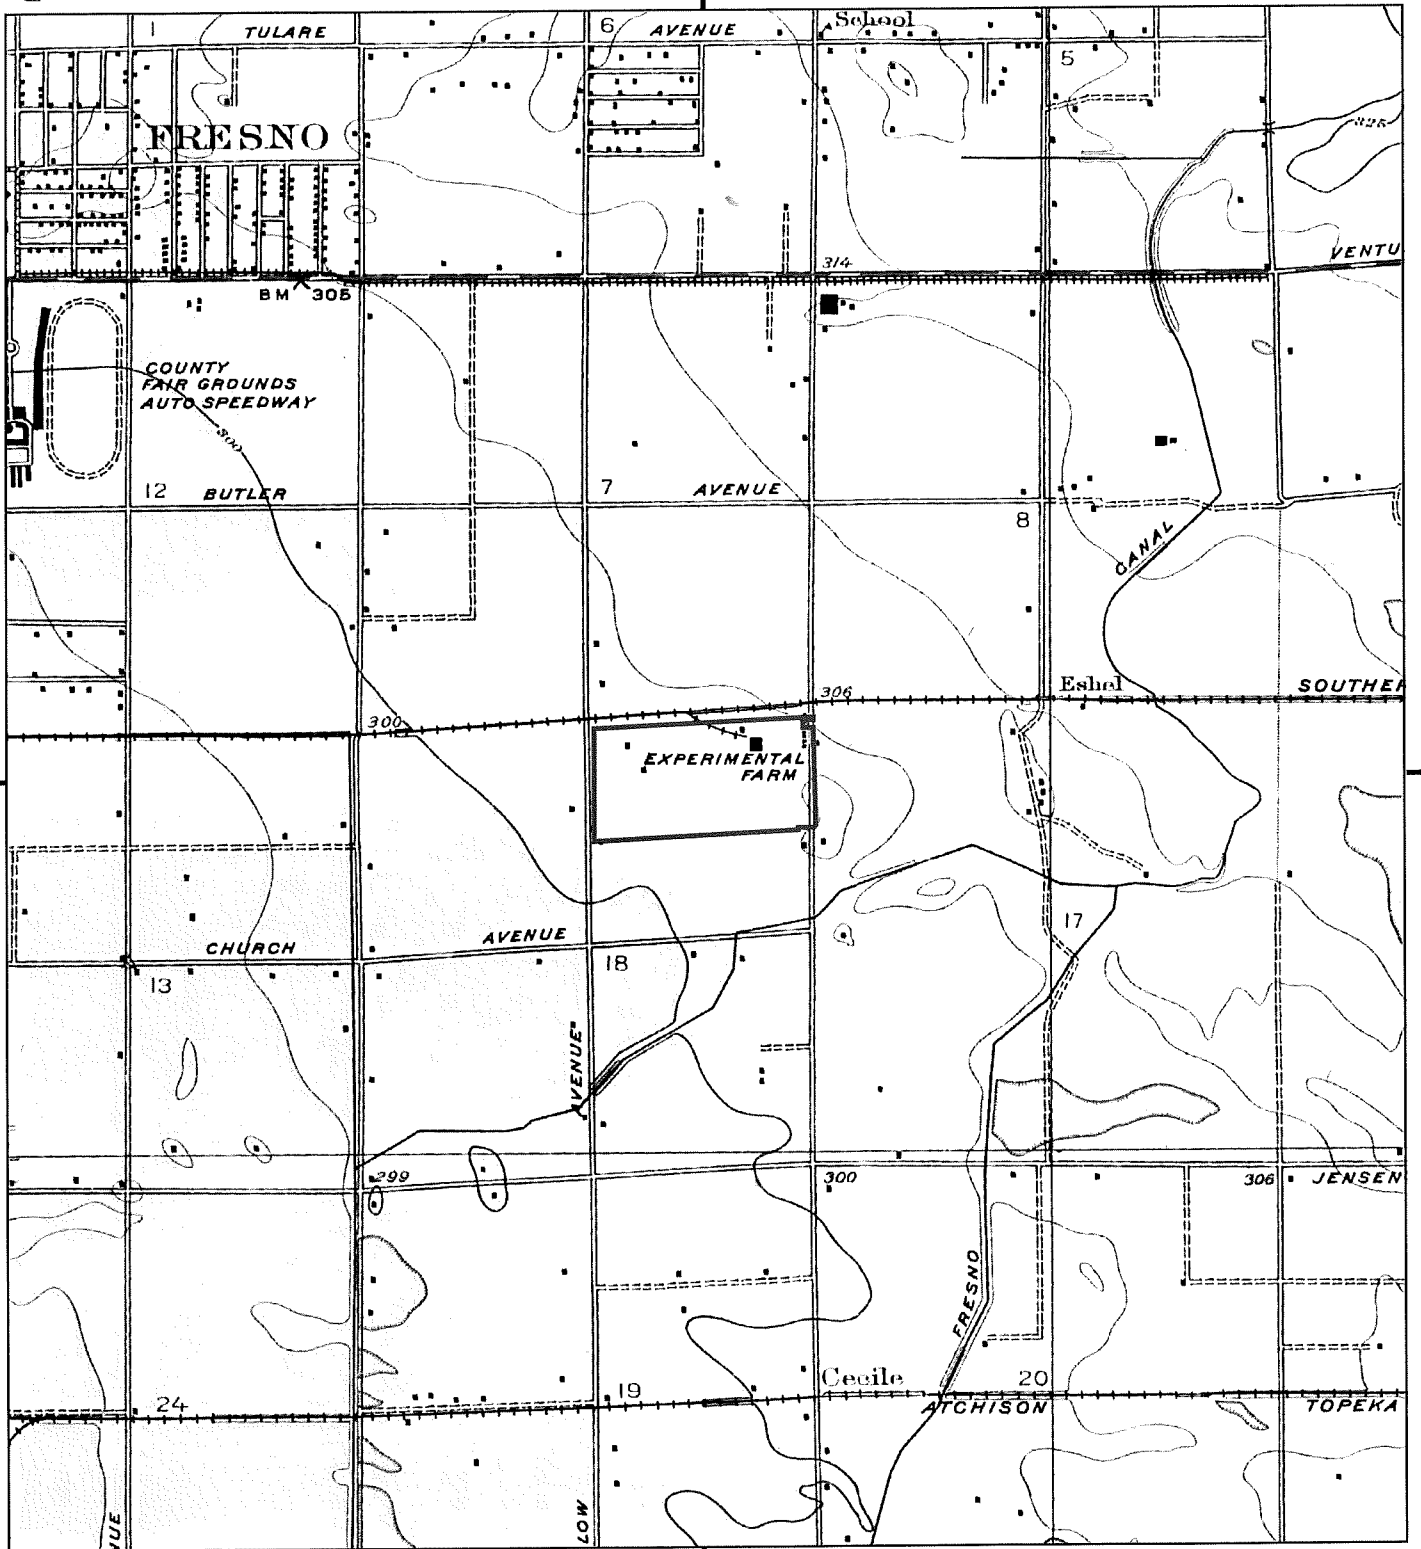 1
TULARE
6
AVENUE
School
5
FRESNO
325
VENTU
314
BM 305
COUNTY
FAIR GROUNDS
AUTO SPEEDWAY
300
12
BUTLER
7
AVENUE
8
CANAL
306
Eshel
SOUTHER
300
EXPERIMENTAL
FARM
17
CHURCH
AVENUE
18
13
AVENUE
299
300
306
JENSEN
FRESNO
Cecile
20
19
24
ATCHISON
TOPEKA
LOW
NUE